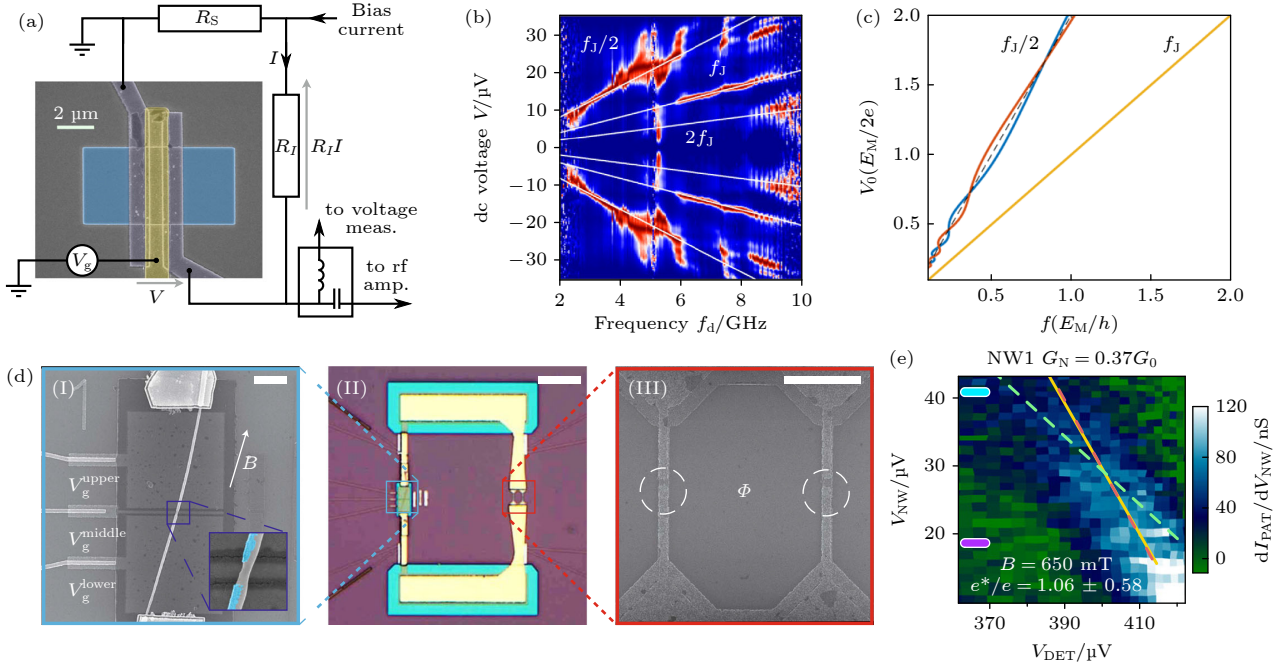 (a)
R_S
Bias
current
I
2 μm
R_I
R_I I
to voltage
meas.
V_g
V
to rf
amp.
(b)
dc voltage V/μV
30
20
10
0
−10
−20
−30
f_J/2
f_J
2f_J
2
4
6
8
10
Frequency f_d/GHz
(c)
V_0(E_M/2e)
2.0
1.5
1.0
0.5
f_J/2
f_J
0.5
1.0
1.5
2.0
f(E_M/h)
(d)
(I)
B
V_g^upper
V_g^middle
V_g^lower
(II)
(III)
Φ
(e)
NW1 G_N = 0.37G_0
V_NW/μV
40
30
20
B = 650 mT
e*/e = 1.06 ± 0.58
370
390
410
V_DET/μV
120
80
40
0
dI_PAT/dV_NW/nS